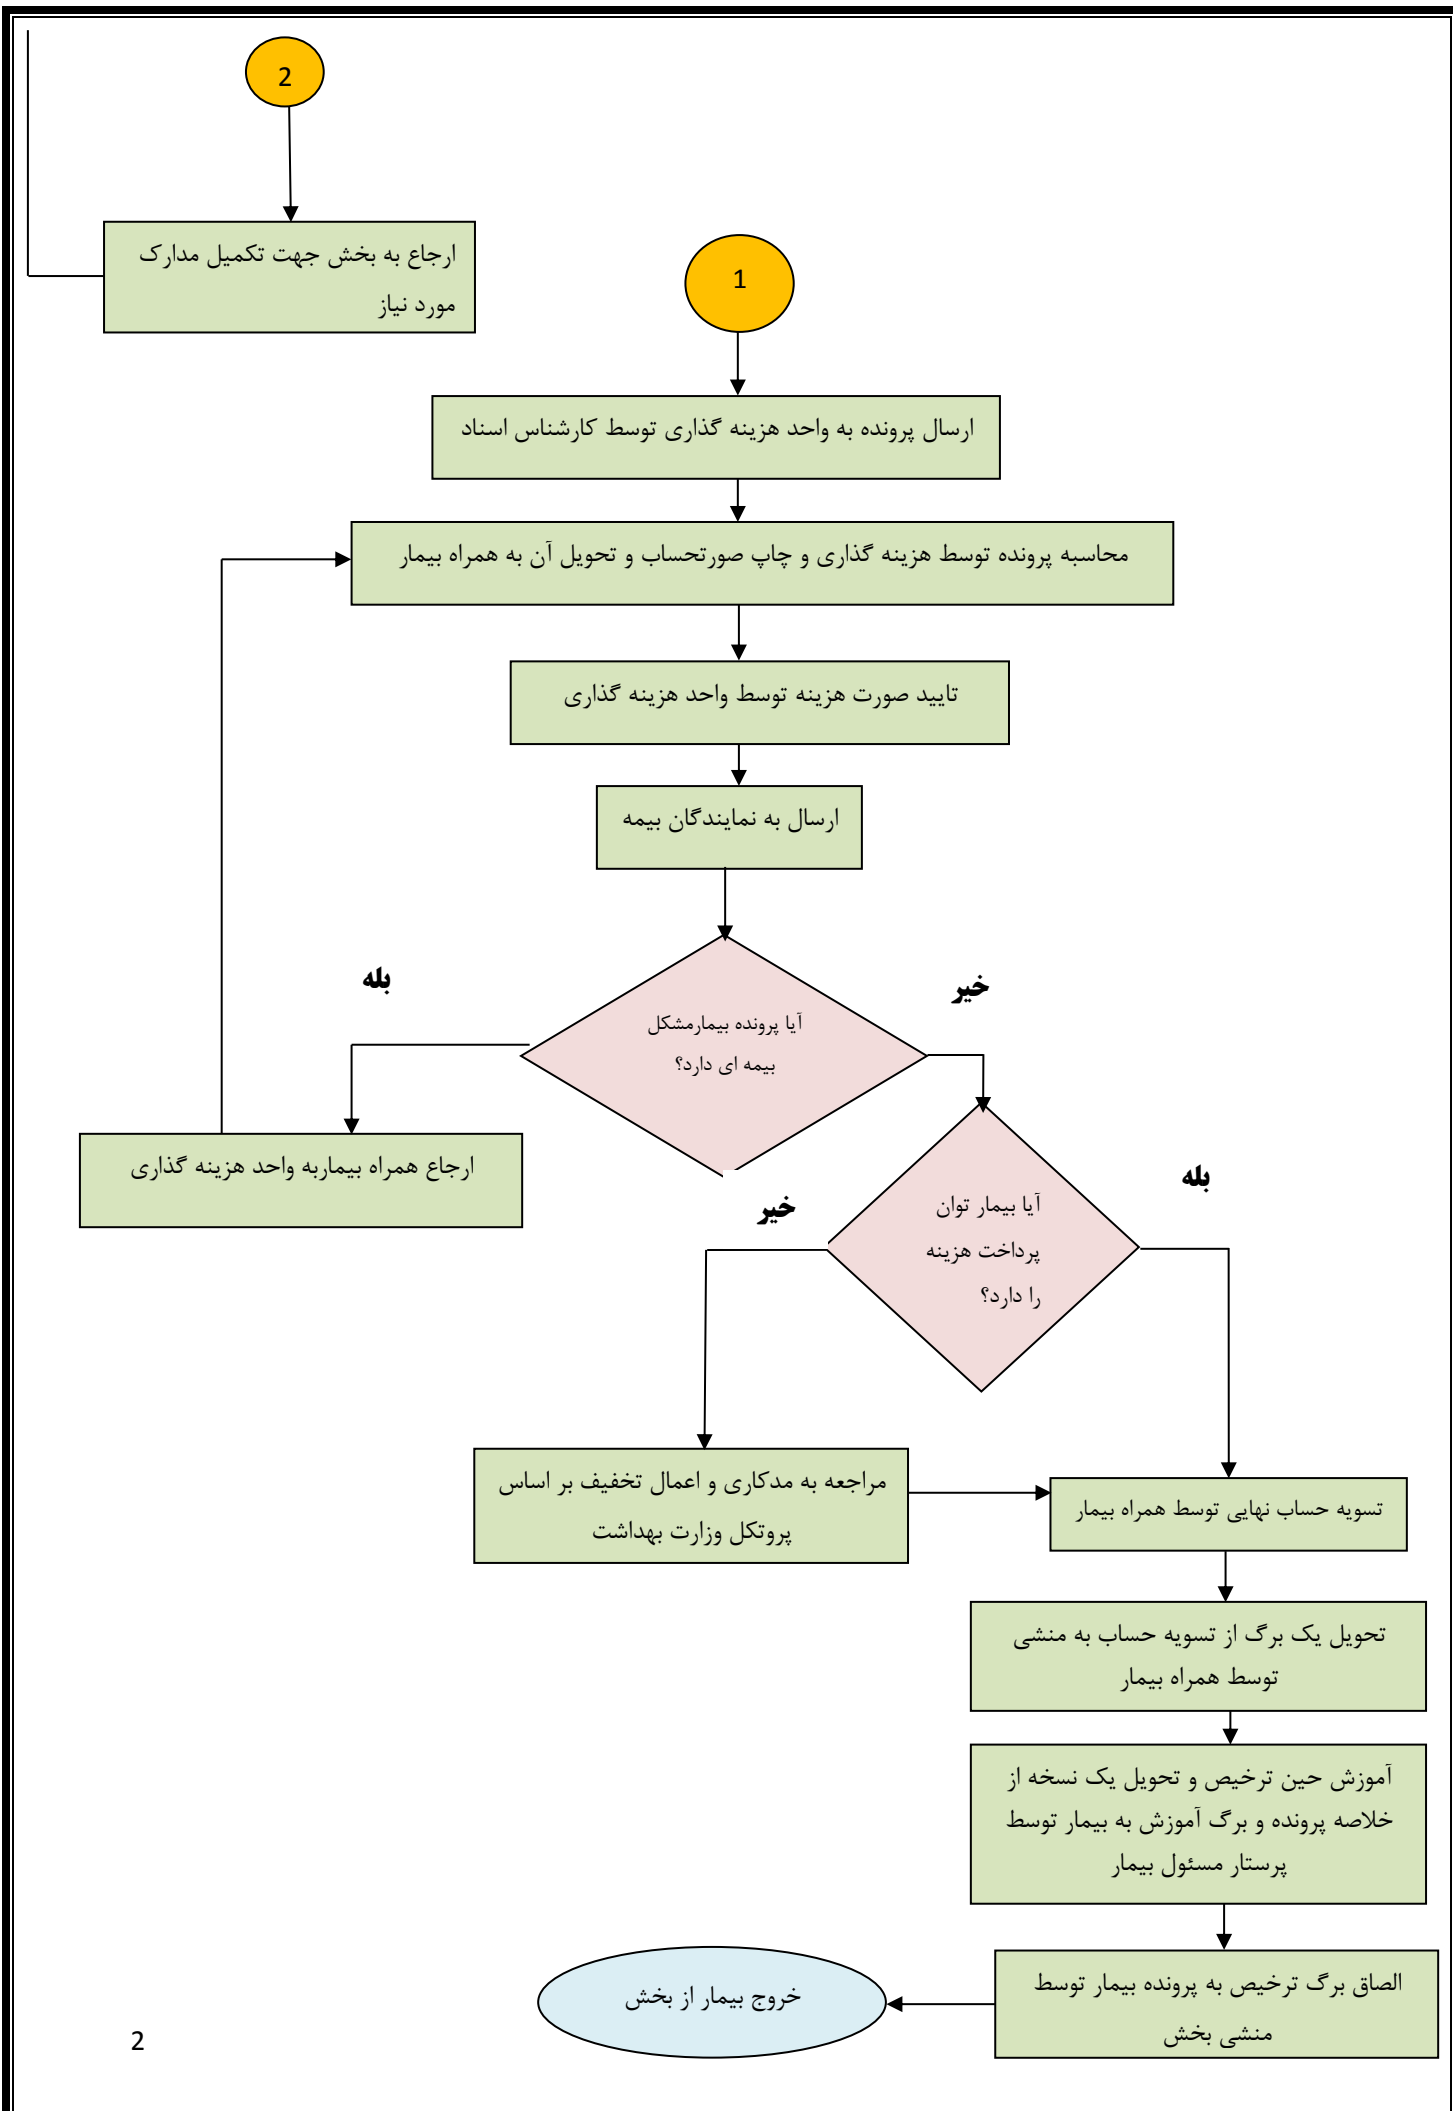 2
ارجاع به بخش جهت تکمیل مدارک
مورد نیاز
1
ارسال پرونده به واحد هزینه گذاری توسط کارشناس اسناد
محاسبه پرونده توسط هزینه گذاری و چاپ صورتحساب و تحویل آن به همراه بیمار
تایید صورت هزینه توسط واحد هزینه گذاری
ارسال به نمایندگان بیمه
بله
خیر
آیا پرونده بیمارمشکل
بیمه ای دارد؟
ارجاع همراه بیماربه واحد هزینه گذاری
بله
خیر
آیا بیمار توان
پرداخت هزینه
را دارد؟
مراجعه به مدکاری و اعمال تخفیف بر اساس
پروتکل وزارت بهداشت
تسویه حساب نهایی توسط همراه بیمار
تحویل یک برگ از تسویه حساب به منشی
توسط همراه بیمار
آموزش حین ترخیص و تحویل یک نسخه از
خلاصه پرونده و برگ آموزش به بیمار توسط
پرستار مسئول بیمار
الصاق برگ ترخیص به پرونده بیمار توسط
منشی بخش
خروج بیمار از بخش
2